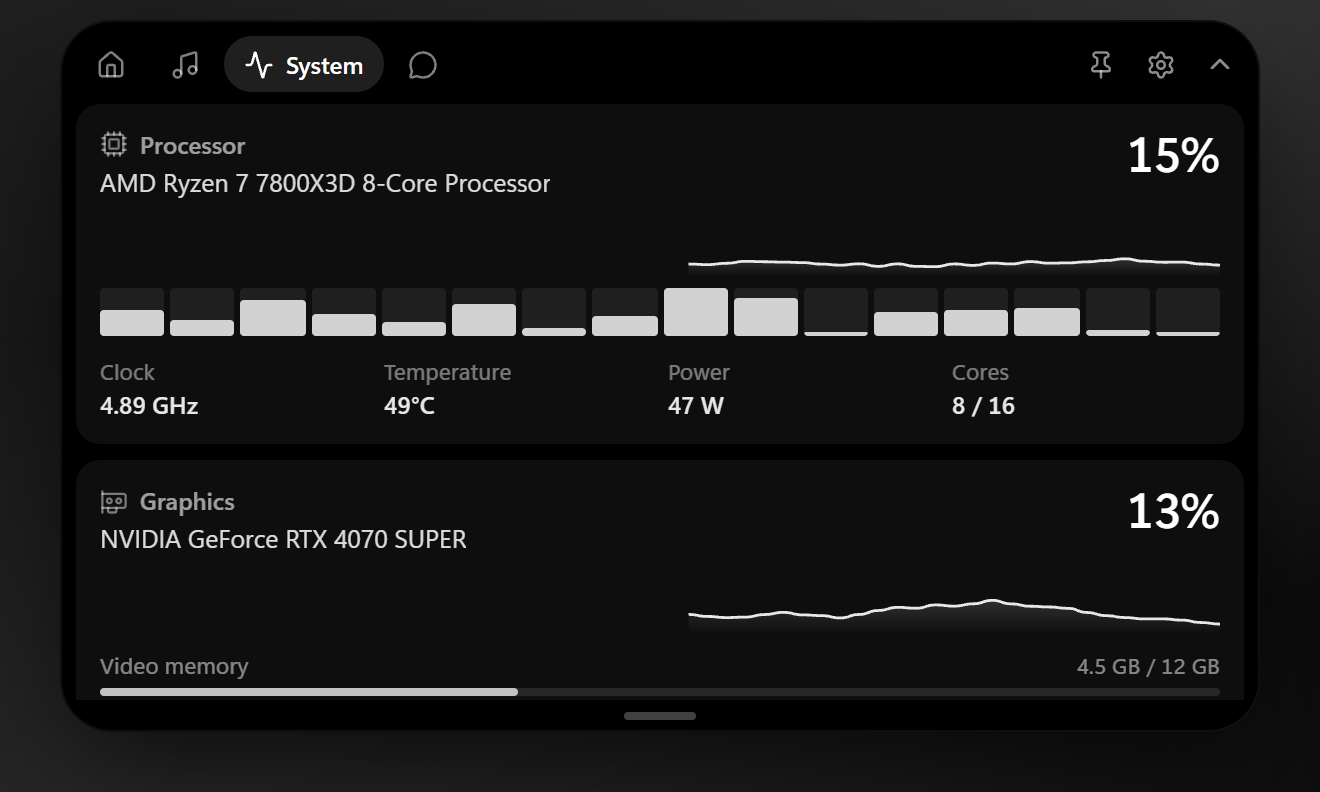 System
Processor
15%
AMD Ryzen 7 7800X3D 8-Core Processor
Clock
Temperature
Power
Cores
4.89 GHz
49°C
47 W
8 / 16
Graphics
13%
NVIDIA GeForce RTX 4070 SUPER
Video memory
4.5 GB / 12 GB